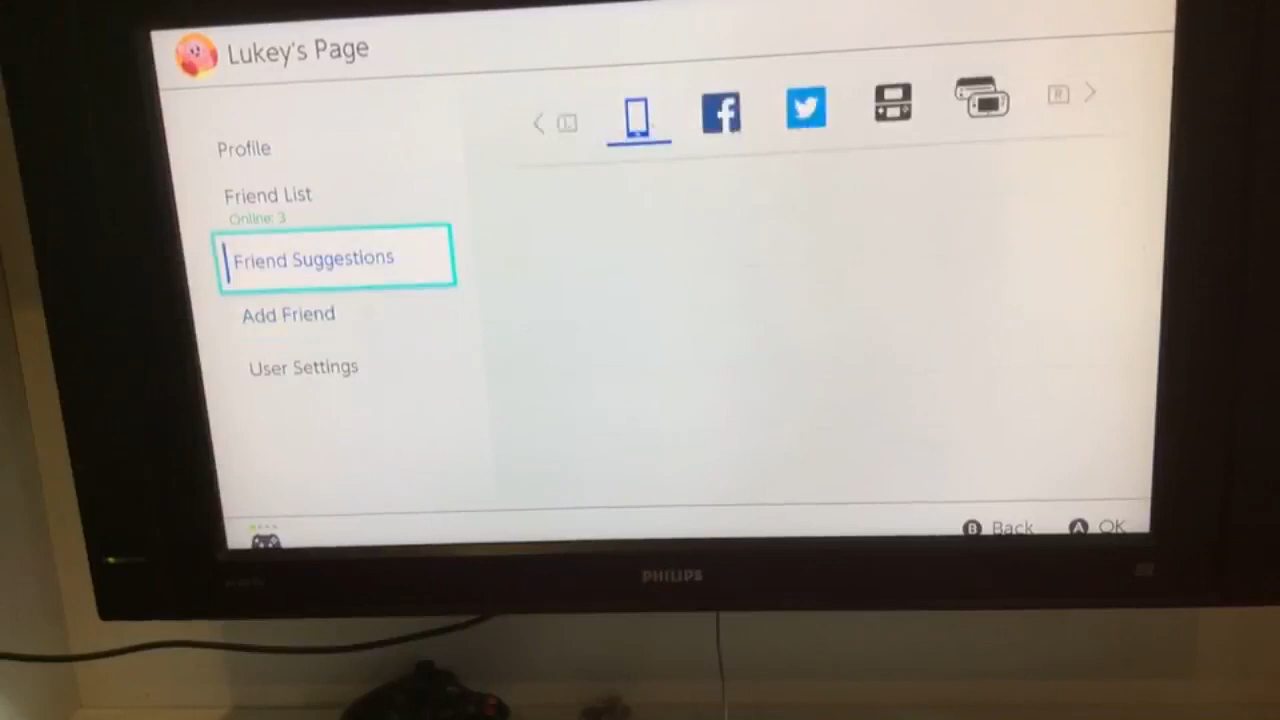 Lukey's Page
Profile
Friend List
Online: 3
Friend Suggestions
Add Friend
User Settings
L
f
R
B Back
A OK
PHILIPS